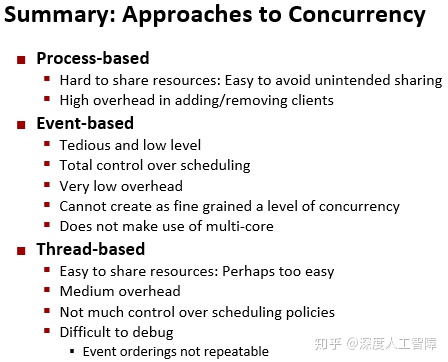 Summary: Approaches to Concurrency
Process-based
Hard to share resources: Easy to avoid unintended sharing
High overhead in adding/removing clients
Event-based
Tedious and low level
Total control over scheduling
Very low overhead
Cannot create as fine grained a level of concurrency
Does not make use of multi-core
Thread-based
Easy to share resources: Perhaps too easy
Medium overhead
Not much control over scheduling policies
Difficult to debug
Event orderings not repeatable
知乎 @深度人工智障